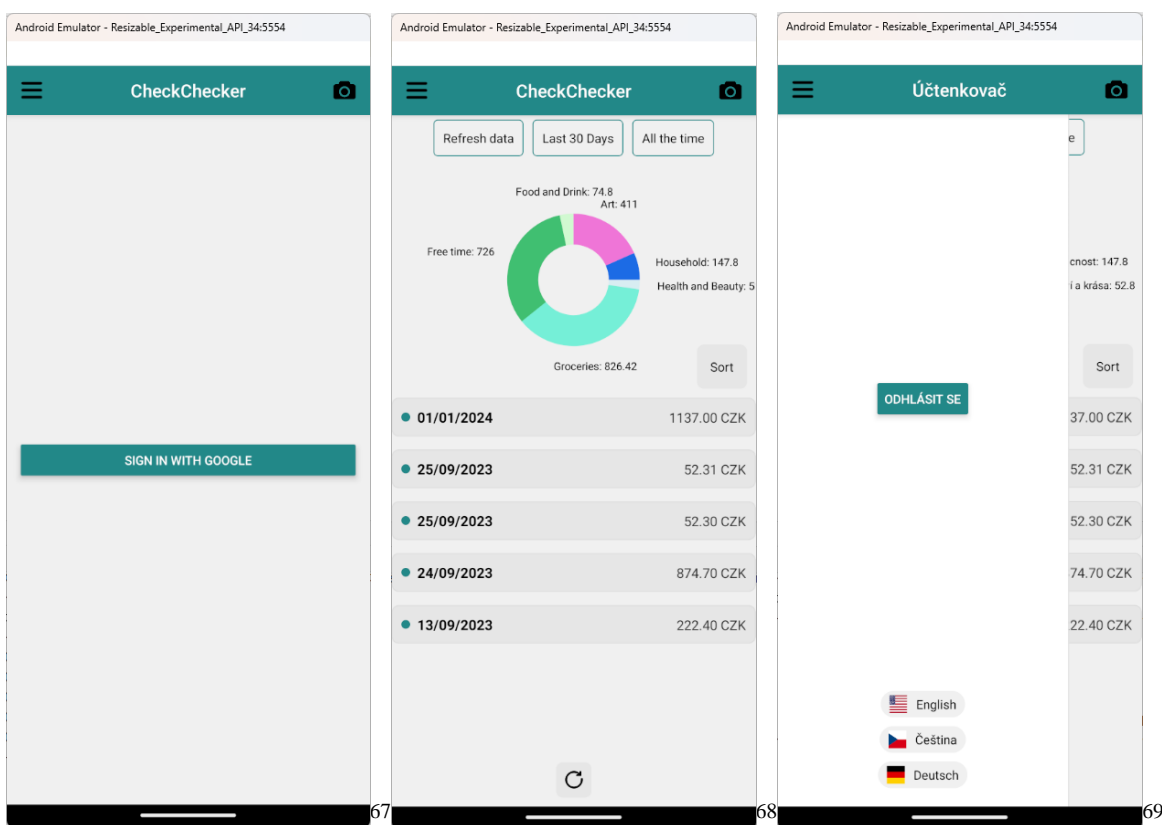 Android Emulator - Resizable_Experimental_API_34:5554
CheckChecker
SIGN IN WITH GOOGLE
67
Android Emulator - Resizable_Experimental_API_34:5554
CheckChecker
Refresh data Last 30 Days All the time
Food and Drink: 74.8
Art: 411
Free time: 726
Household: 147.8
Health and Beauty: 5
Groceries: 826.42
Sort
01/01/2024 1137.00 CZK
25/09/2023 52.31 CZK
25/09/2023 52.30 CZK
24/09/2023 874.70 CZK
13/09/2023 222.40 CZK
68
Android Emulator - Resizable_Experimental_API_34:5554
Účtenkovač
e
cnost: 147.8
í a krása: 52.8
Sort
ODHLÁSIT SE
37.00 CZK
52.31 CZK
52.30 CZK
74.70 CZK
22.40 CZK
English
Čeština
Deutsch
69